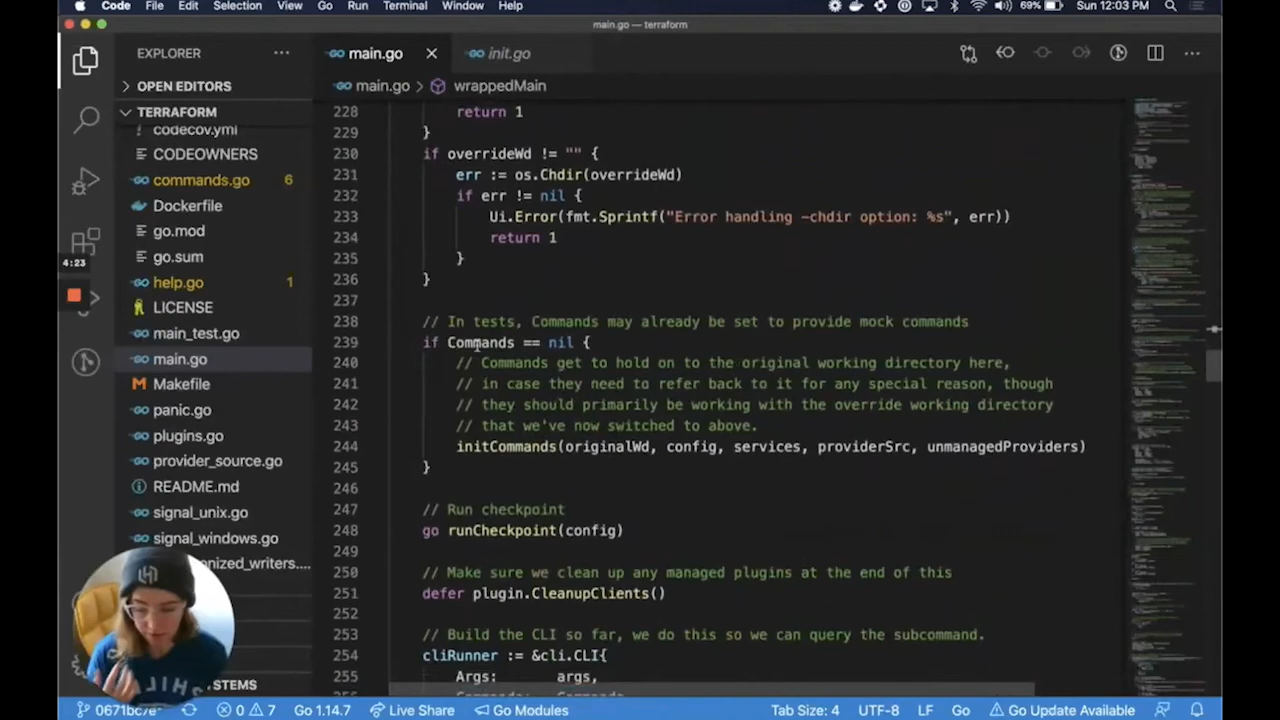 Code File Edit Selection View Go Run Terminal Window Help 69% Sun 12:03 PM
main.go — terraform
EXPLORER
main.go
init.go
OPEN EDITORS
main.go > wrappedMain
TERRAFORM
codecov.yml
CODEOWNERS
commands.go 6
Dockerfile
go.mod
go.sum
help.go 1
LICENSE
main_test.go
main.go
Makefile
panic.go
plugins.go
provider_source.go
README.md
signal_unix.go
signal_windows.go
onized_writers....
4:23
228 return 1
229 }
230 if overrideWd != "" {
231 err := os.Chdir(overrideWd)
232 if err != nil {
233 Ui.Error(fmt.Sprintf("Error handling -chdir option: %s", err))
234 return 1
235 }
236 }
237
238 // In tests, Commands may already be set to provide mock commands
239 if Commands == nil {
240 // Commands get to hold on to the original working directory here,
241 // in case they need to refer back to it for any special reason, though
242 // they should primarily be working with the override working directory
243 // that we've now switched to above.
244 initCommands(originalWd, config, services, providerSrc, unmanagedProviders)
245 }
246
247 // Run checkpoint
248 go runCheckpoint(config)
249
250 // Make sure we clean up any managed plugins at the end of this
251 defer plugin.CleanupClients()
252
253 // Build the CLI so far, we do this so we can query the subcommand.
254 cliRunner := &cli.CLI{
255 Args: args,
STEMS
0 7 Go 1.14.7 Live Share Go Modules Tab Size: 4 UTF-8 LF Go Go Update Available